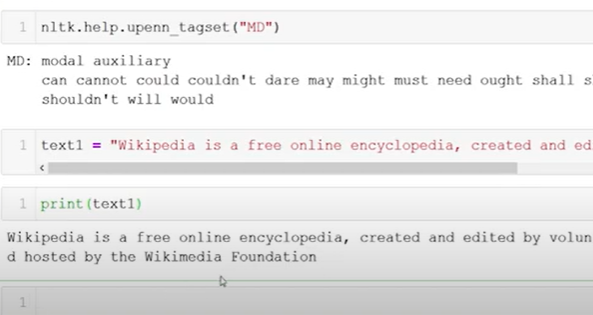 1 nltk.help.upenn_tagset("MD")
MD: modal auxiliary
can cannot could couldn't dare may might must need ought shall
shouldn't will would
1 text1 = "Wikipedia is a free online encyclopedia, created and
1 print(text1)
Wikipedia is a free online encyclopedia, created and edited by
d hosted by the Wikimedia Foundation
1